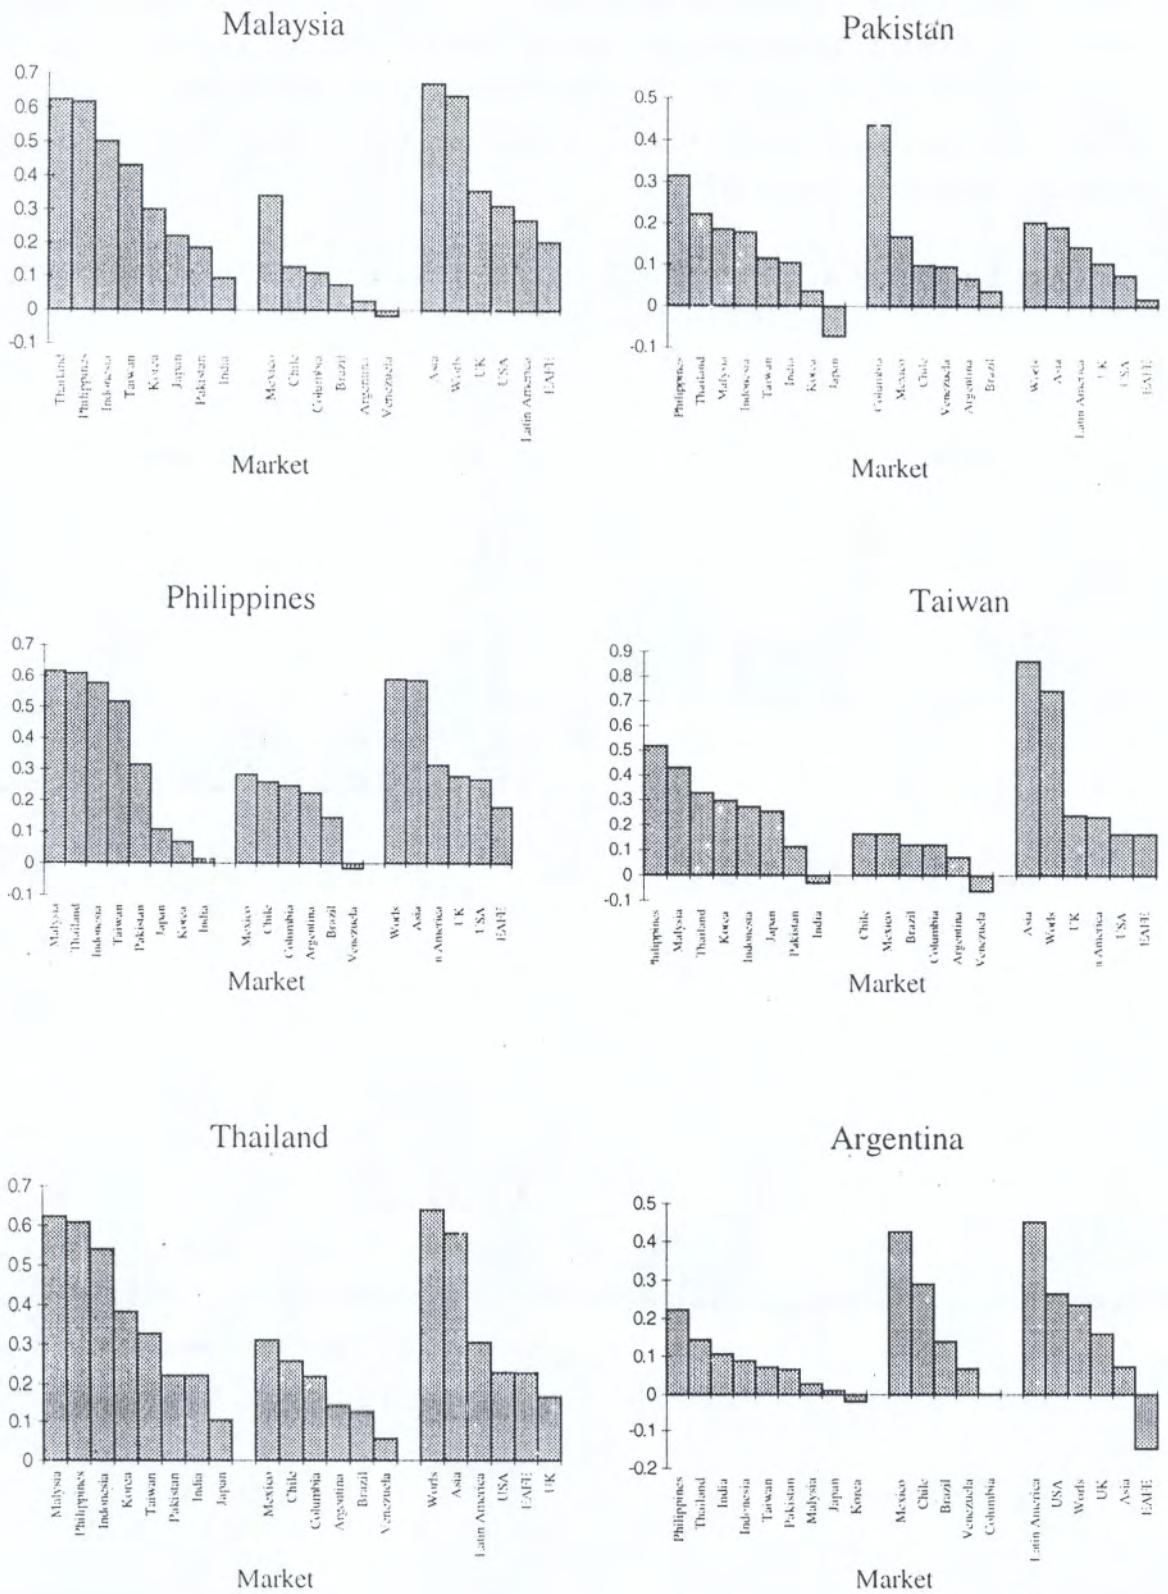 Malaysia
0.7
0.6
0.5
0.4
0.3
0.2
0.1
0
-0.1
Thailand
Philippines
Indonesia
Taiwan
Korea
Japan
Pakistan
India
Mexico
Chile
Columbia
Brazil
Argentina
Venezuela
Asia
Worls
UK
USA
Latin America
EAFE
Market
Pakistan
0.5
0.4
0.3
0.2
0.1
0
-0.1
Philippines
Thailand
Malysia
Indonesia
Taiwan
India
Korea
Japan
Columbia
Mexico
Chile
Venezuela
Argentina
Brazil
Worls
Asia
Latin America
UK
USA
EAFE
Market
Philippines
0.7
0.6
0.5
0.4
0.3
0.2
0.1
0
-0.1
Malysia
Thailand
Indonesia
Taiwan
Pakistan
Japan
Korea
India
Mexico
Chile
Columbia
Argentina
Brazil
Venezuela
Worls
Asia
n America
UK
USA
EAFE
Market
Taiwan
0.9
0.8
0.7
0.6
0.5
0.4
0.3
0.2
0.1
0
-0.1
Philippines
Malysia
Thailand
Korea
Indonesia
Japan
Pakistan
India
Chile
Mexico
Brazil
Columbia
Argentina
Venezuela
Asia
Worls
UK
n America
USA
EAFE
Market
Thailand
0.7
0.6
0.5
0.4
0.3
0.2
0.1
0
Malysia
Philippines
Indonesia
Korea
Taiwan
Pakistan
India
Japan
Mexico
Chile
Columbia
Argentina
Brazil
Venezuela
Worls
Asia
Latin America
USA
EAFE
UK
Market
Argentina
0.5
0.4
0.3
0.2
0.1
0
-0.1
-0.2
Philippines
Thailand
India
Indonesia
Taiwan
Pakistan
Malysia
Japan
Korea
Mexico
Chile
Brazil
Venezuela
Columbia
Latin America
USA
Worls
UK
Asia
EAFE
Market